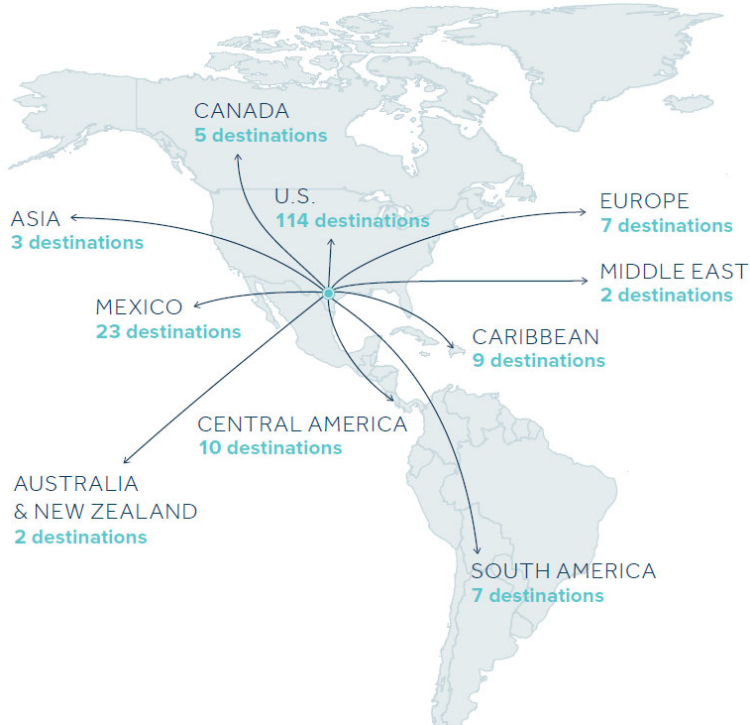 CANADA
5 destinations
U.S.
114 destinations
ASIA
3 destinations
EUROPE
7 destinations
MIDDLE EAST
2 destinations
MEXICO
23 destinations
CARIBBEAN
9 destinations
CENTRAL AMERICA
10 destinations
AUSTRALIA
& NEW ZEALAND
2 destinations
SOUTH AMERICA
7 destinations